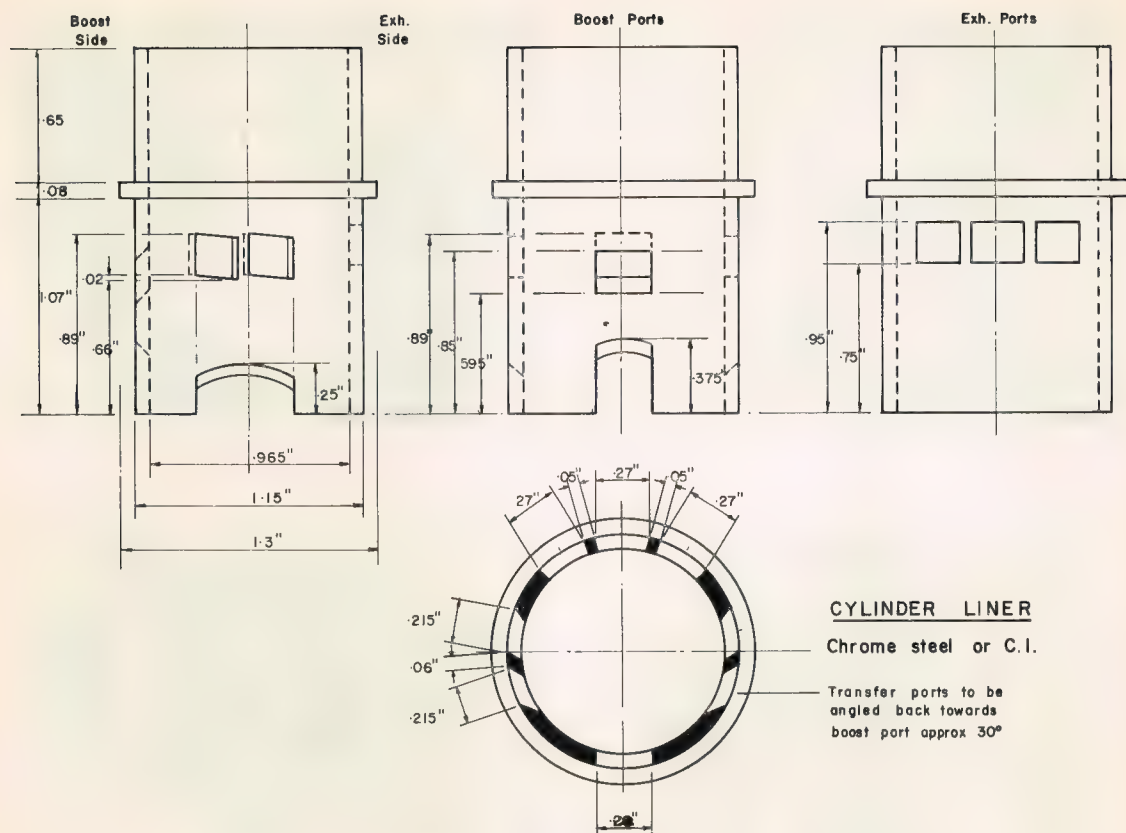 Boost
Side
Exh.
Side
Boost Ports
Exh. Ports
·65
·08
1·07"
·02
·89"
·66"
·25"
·965"
1·15"
1·3"
·89"
·85"
595"
·375"
·95"
·75"
27"
·05"
·27"
·05"
·27"
·215"
·06"
·215"
CYLINDER LINER
Chrome steel or C.I.
Transfer ports to be
angled back towards
boost port approx 30°